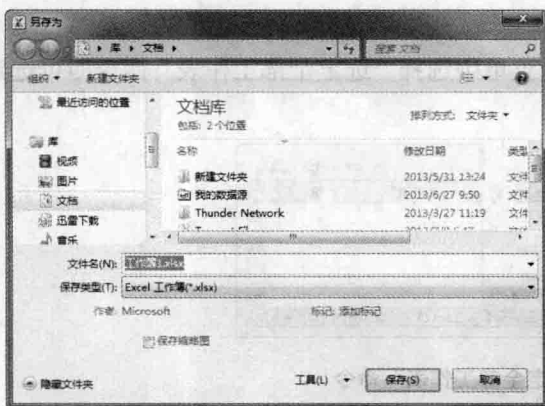 另存为
库 ▸ 文档 ▸
搜索 文档
组织 ▾ 新建文件夹
最近访问的位置
库
视频
图片
文档
迅雷下载
音乐
文档库
包括: 2 个位置
排列方式: 文件夹 ▾
名称 修改日期 类型
新建文件夹 2013/5/31 13:24 文件
我的数据源 2013/6/27 9:50 文件
Thunder Network 2013/3/27 11:19 文件
文件名(N): 工作簿1.xlsx
保存类型(T): Excel 工作簿(*.xlsx)
作者: Microsoft 标记: 添加标记
保存缩略图
隐藏文件夹 工具(L) ▾ 保存(S) 取消